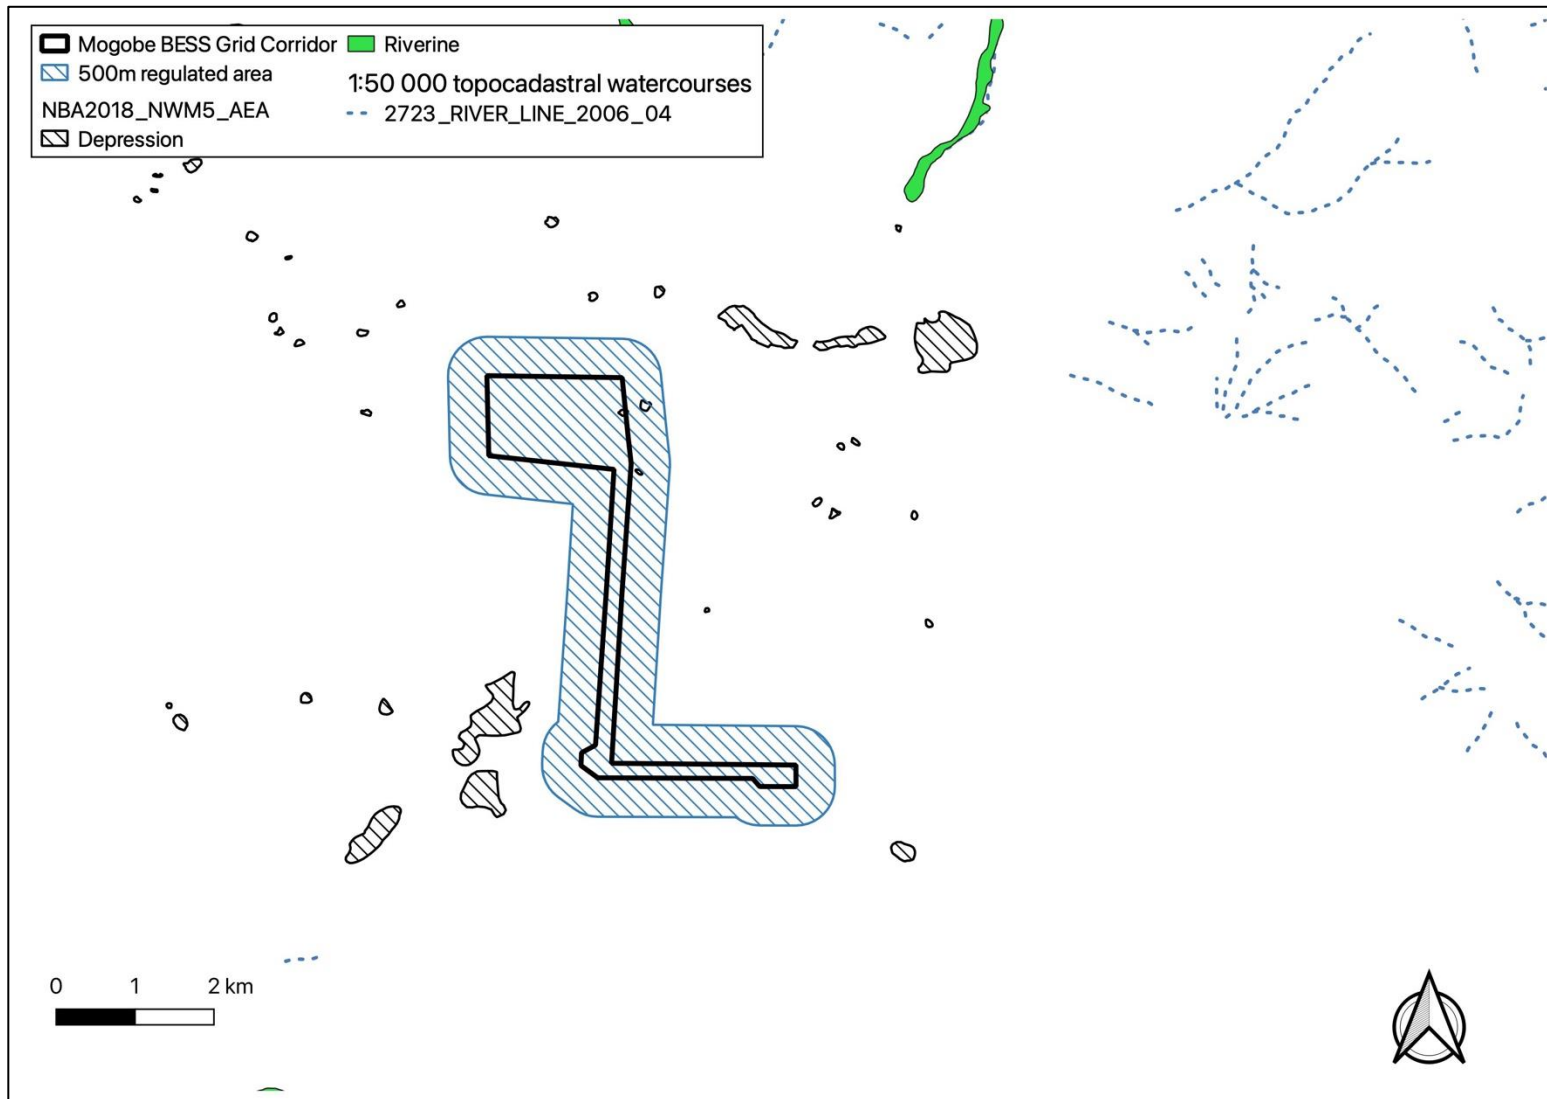 Mogobe BESS Grid Corridor
500m regulated area
NBA2018_NWM5_AEA
Depression
Riverine
1:50 000 topocadastral watercourses
2723_RIVER_LINE_2006_04
0 1 2 km